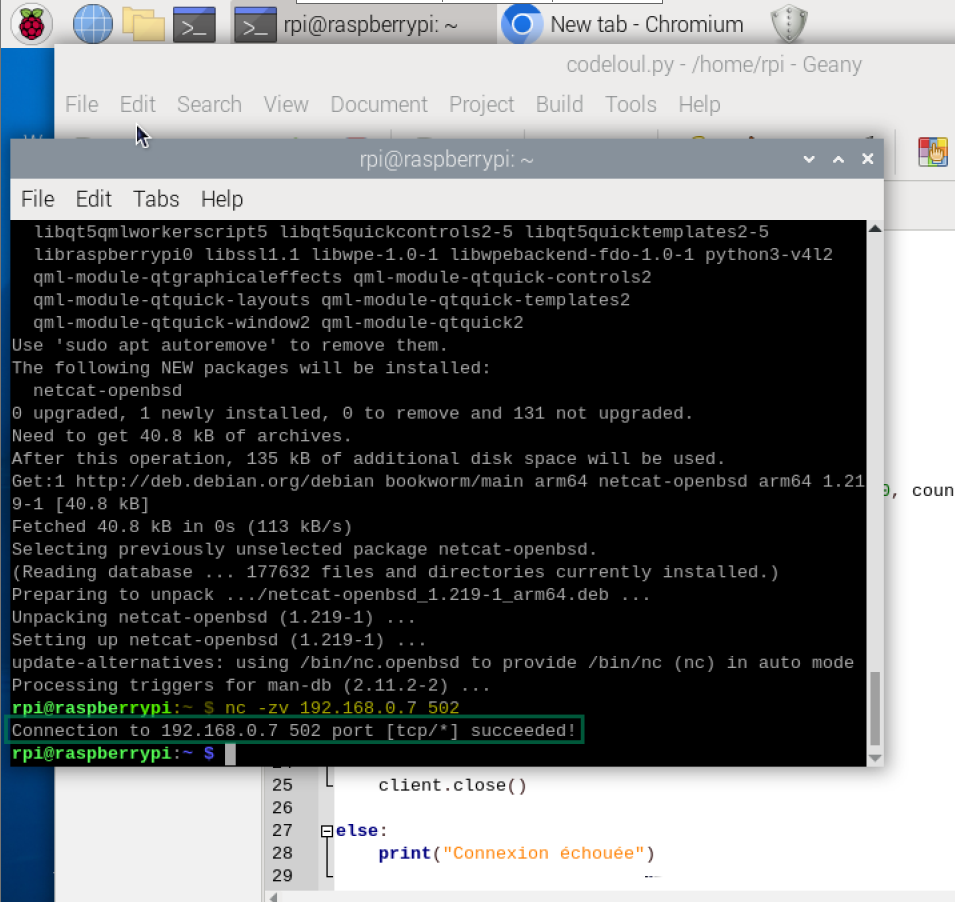 rpi@raspberrypi: ~
New tab - Chromium
codeloul.py - /home/rpi - Geany
File Edit Search View Document Project Build Tools Help
rpi@raspberrypi: ~
File Edit Tabs Help
libqt5qmlworkerscript5 libqt5quickcontrols2-5 libqt5quicktemplates2-5
libraspberrypi0 libssl1.1 libwpe-1.0-1 libwpebackend-fdo-1.0-1 python3-v4l2
qml-module-qtgraphicaleffects qml-module-qtquick-controls2
qml-module-qtquick-layouts qml-module-qtquick-templates2
qml-module-qtquick-window2 qml-module-qtquick2
Use 'sudo apt autoremove' to remove them.
The following NEW packages will be installed:
netcat-openbsd
0 upgraded, 1 newly installed, 0 to remove and 131 not upgraded.
Need to get 40.8 kB of archives.
After this operation, 135 kB of additional disk space will be used.
Get:1 http://deb.debian.org/debian bookworm/main arm64 netcat-openbsd arm64 1.21
9-1 [40.8 kB]
Fetched 40.8 kB in 0s (113 kB/s)
Selecting previously unselected package netcat-openbsd.
(Reading database ... 177632 files and directories currently installed.)
Preparing to unpack .../netcat-openbsd_1.219-1_arm64.deb ...
Unpacking netcat-openbsd (1.219-1) ...
Setting up netcat-openbsd (1.219-1) ...
update-alternatives: using /bin/nc.openbsd to provide /bin/nc (nc) in auto mode
Processing triggers for man-db (2.11.2-2) ...
rpi@raspberrypi:~ $ nc -zv 192.168.0.7 502
Connection to 192.168.0.7 502 port [tcp/*] succeeded!
rpi@raspberrypi:~ $
, coun
25 client.close()
26
27 else:
28 print("Connexion échouée")
29